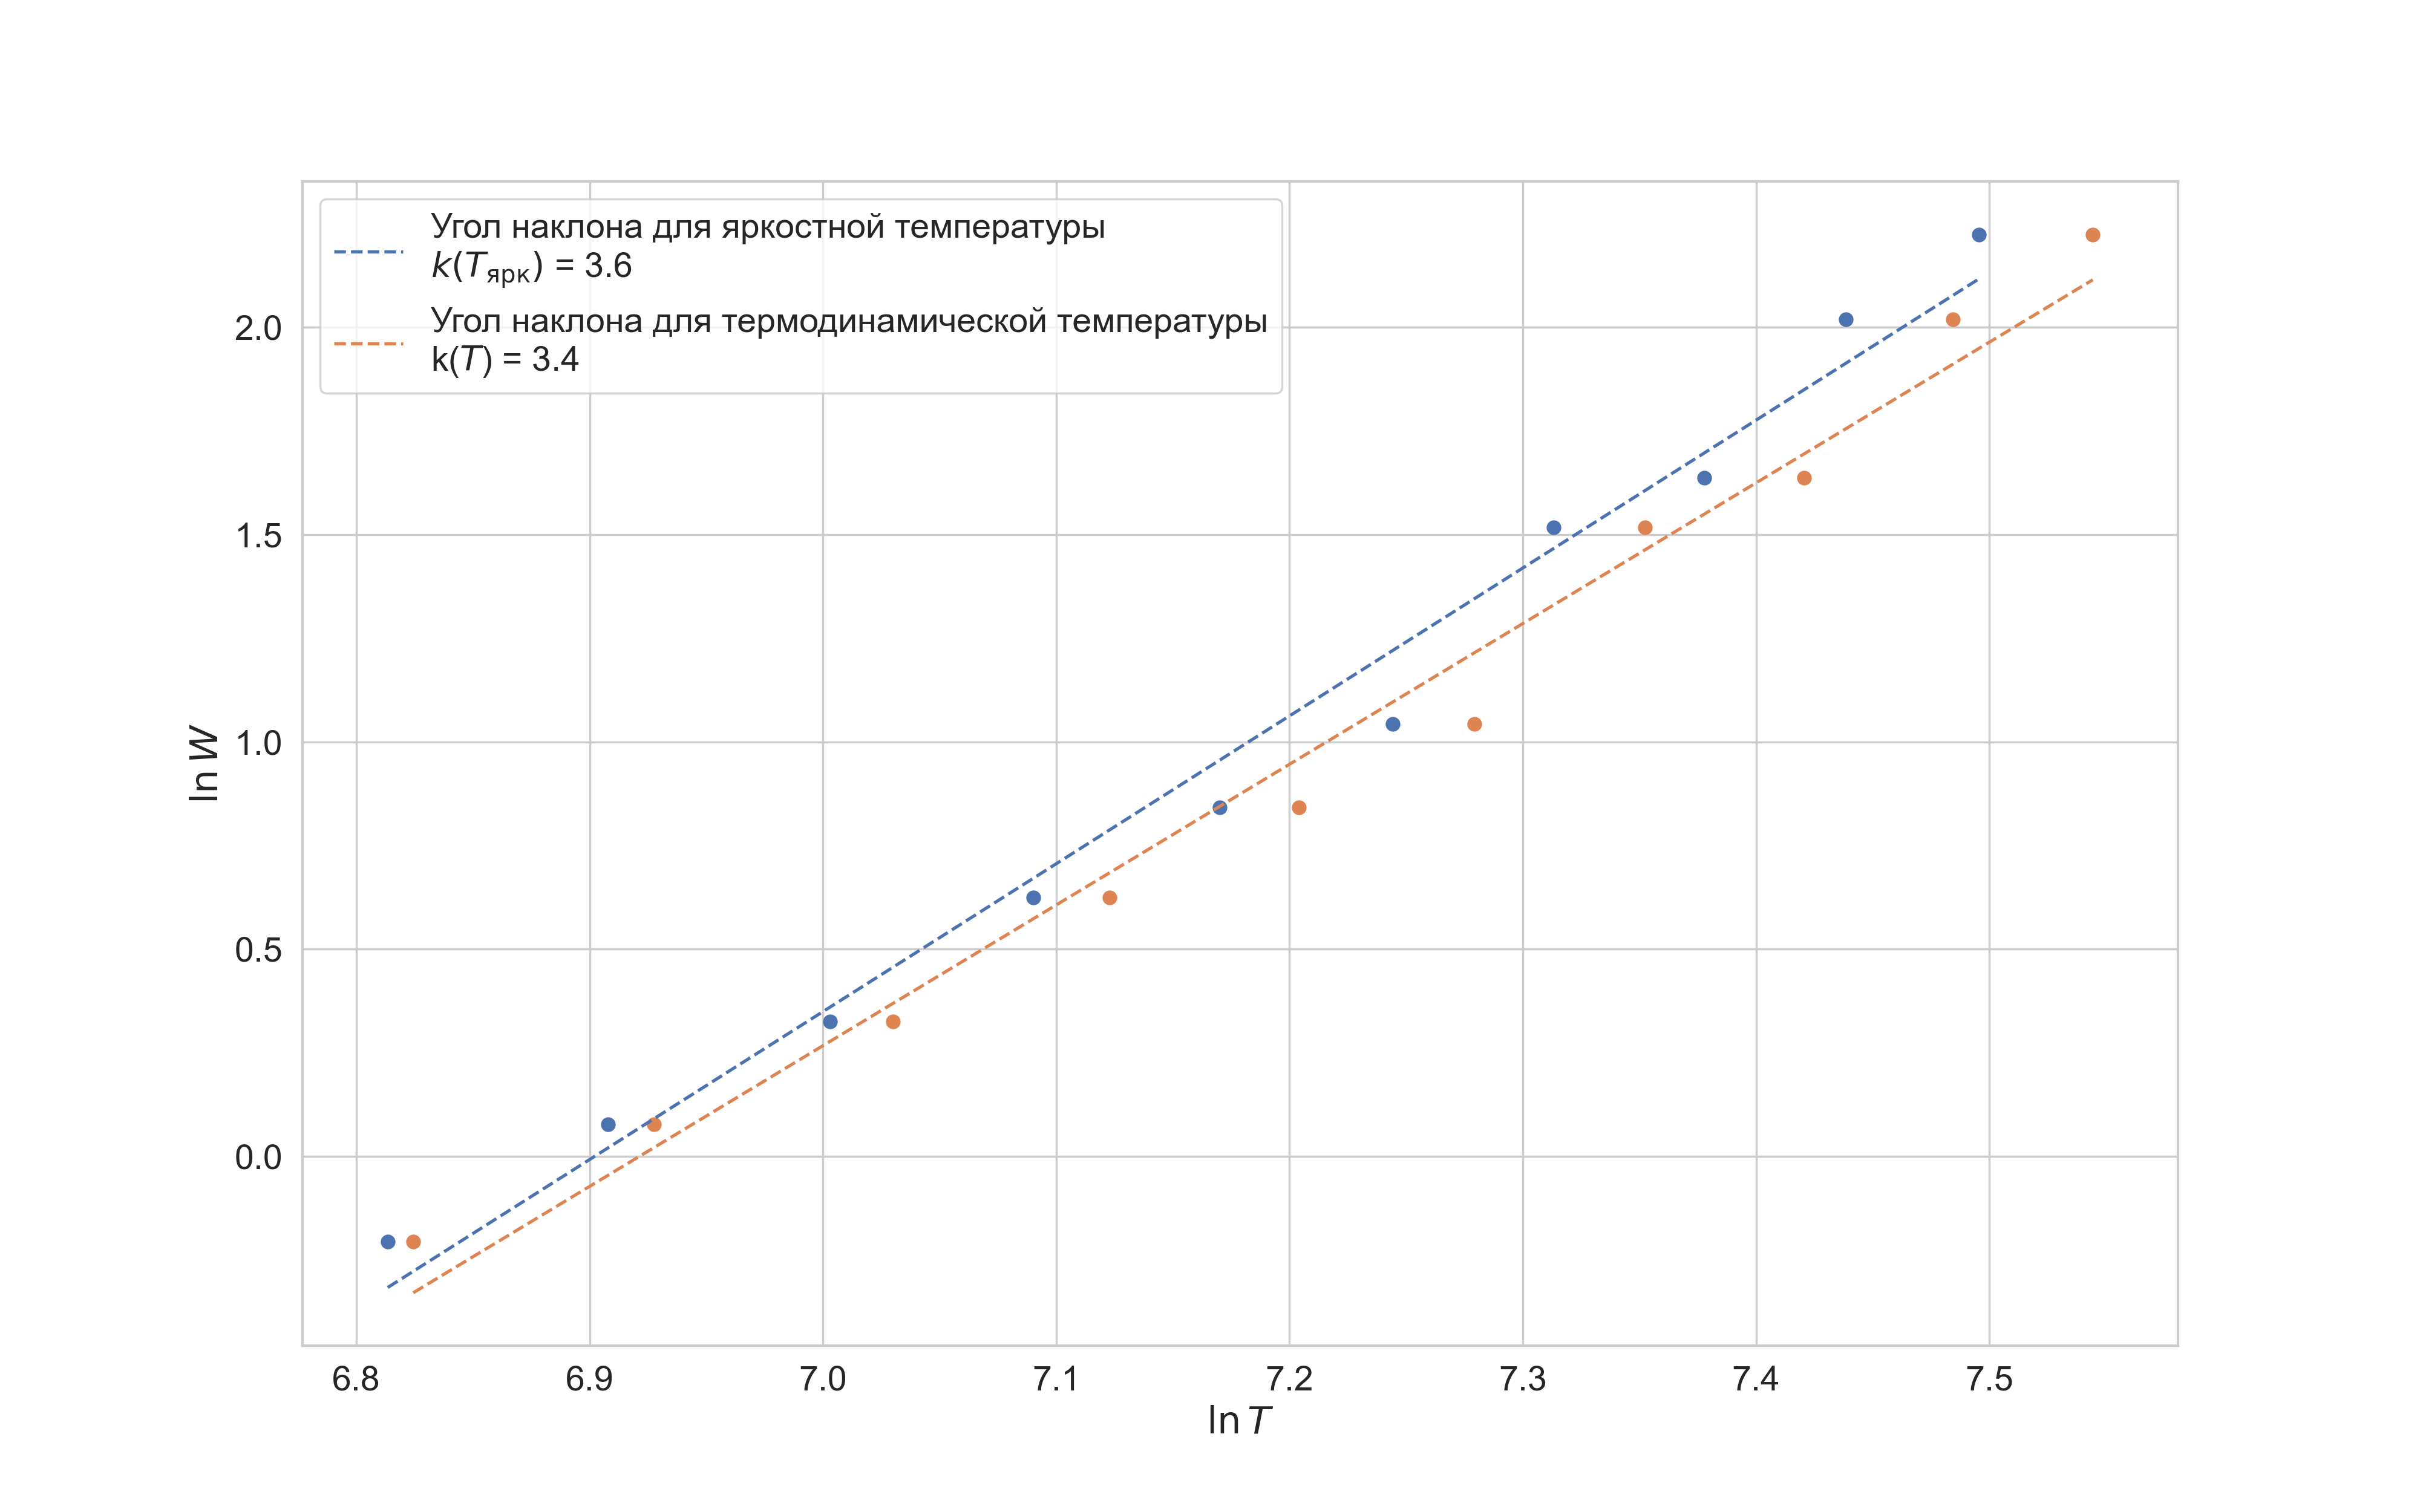 Угол наклона для яркостной температуры
k(Tярк) = 3.6
Угол наклона для термодинамической температуры
k(T) = 3.4
2.0
1.5
1.0
0.5
0.0
ln W
6.8 6.9 7.0 7.1 7.2 7.3 7.4 7.5
ln T